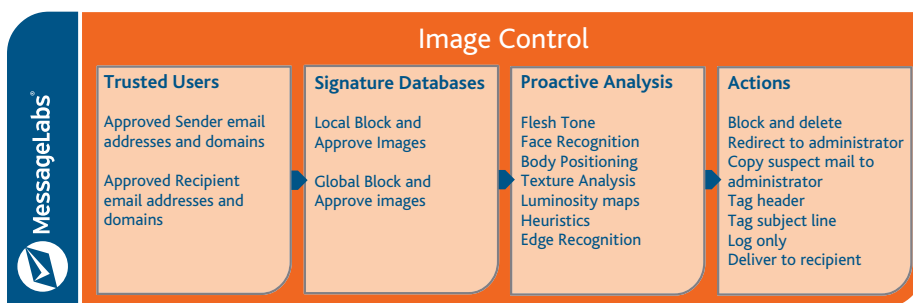 Image Control
MessageLabs®
Trusted Users
Approved Sender email
addresses and domains
Approved Recipient
email addresses and
domains
Signature Databases
Local Block and
Approve Images
Global Block and
Approve images
Proactive Analysis
Flesh Tone
Face Recognition
Body Positioning
Texture Analysis
Luminosity maps
Heuristics
Edge Recognition
Actions
Block and delete
Redirect to administrator
Copy suspect mail to
administrator
Tag header
Tag subject line
Log only
Deliver to recipient